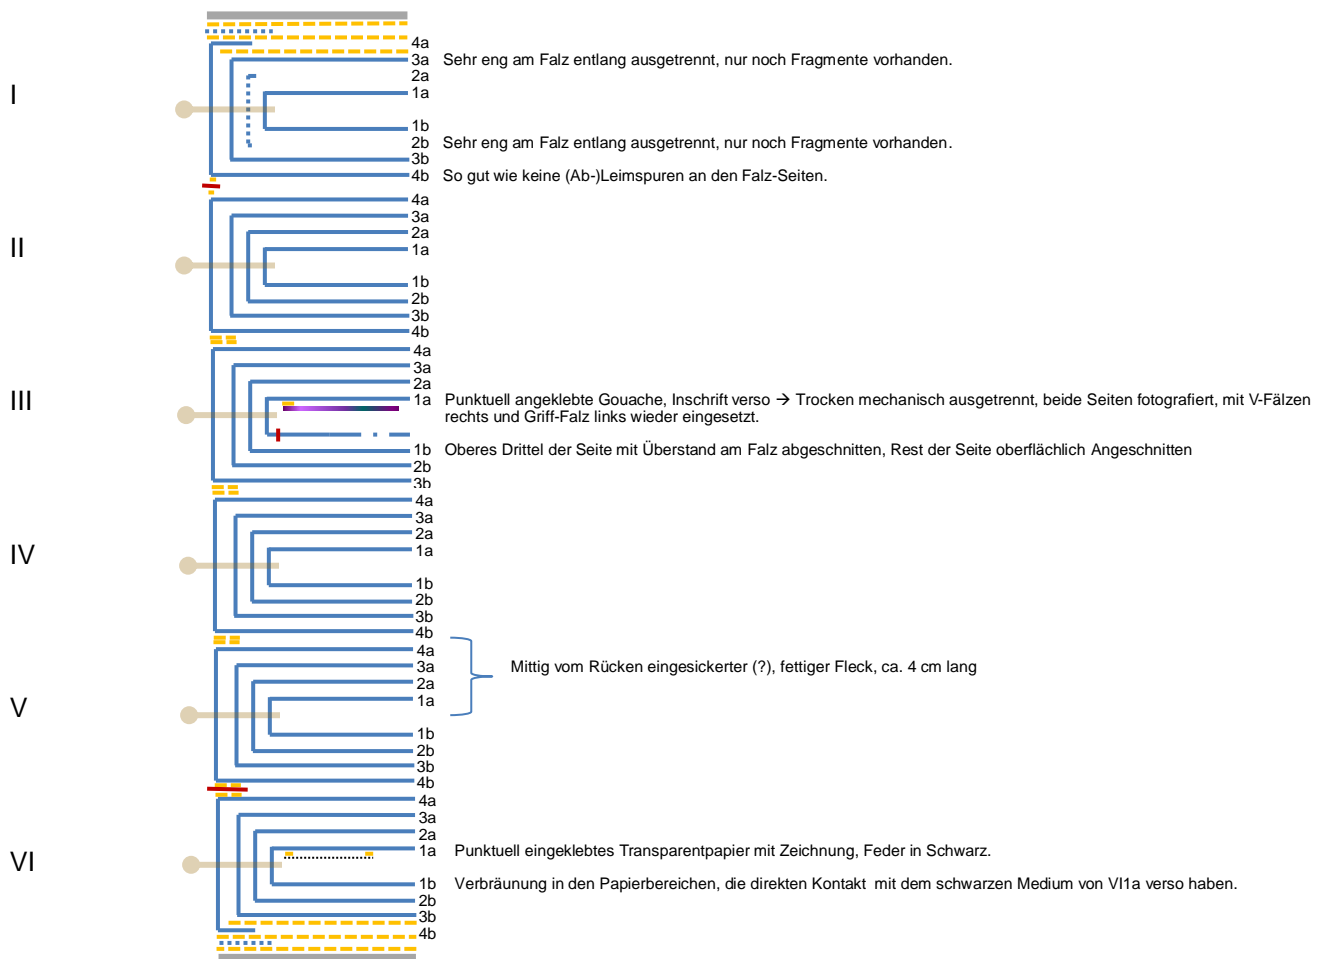 4a
3a Sehr eng am Falz entlang ausgetrennt, nur noch Fragmente vorhanden.
2a
I
1a
1b
2b Sehr eng am Falz entlang ausgetrennt, nur noch Fragmente vorhanden.
3b
4b So gut wie keine (Ab-)Leimspuren an den Falz-Seiten.
4a
3a
2a
II
1a
1b
2b
3b
4b
4a
3a
2a
III
1a Punktuell angeklebte Gouache, Inschrift verso → Trocken mechanisch ausgetrennt, beide Seiten fotografiert, mit V-Fälzen
rechts und Griff-Falz links wieder eingesetzt.
1b Oberes Drittel der Seite mit Überstand am Falz abgeschnitten, Rest der Seite oberflächlich Angeschnitten
2b
3b
4a
3a
2a
IV
1a
1b
2b
3b
4b
4a
3a Mittig vom Rücken eingesickerter (?), fettiger Fleck, ca. 4 cm lang
2a
V
1a
1b
2b
3b
4b
4a
3a
2a
VI
1a Punktuell eingeklebtes Transparentpapier mit Zeichnung, Feder in Schwarz.
1b Verbräunung in den Papierbereichen, die direkten Kontakt mit dem schwarzen Medium von VI1a verso haben.
2b
3b
4b